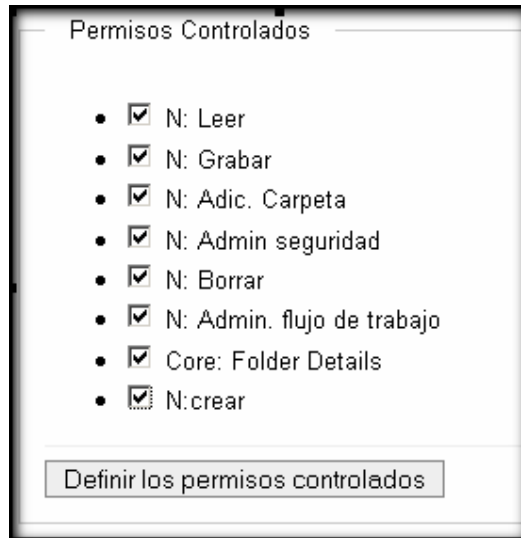 Permisos Controlados
N: Leer
N: Grabar
N: Adic. Carpeta
N: Admin seguridad
N: Borrar
N: Admin. flujo de trabajo
Core: Folder Details
N:crear
Definir los permisos controlados